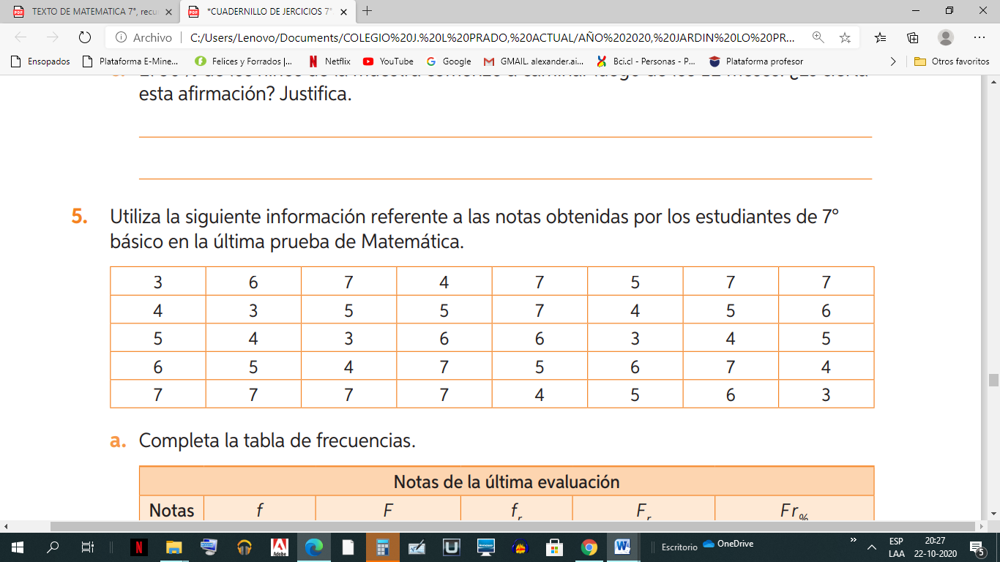 TEXTO DE MATEMATICA 7°, recu
*CUADERNILLO DE JERCICIOS 7°
Archivo
C:/Users/Lenovo/Documents/COLEGIO%20J.%20L%20PRADO,%20ACTUAL/AÑO%202020,%20JARDIN%20LO%20PR...
Ensopados
Plataforma E-Mine...
Felices y Forrados |...
Netflix
YouTube
Google
GMAIL. alexander.ai...
Bci.cl - Personas - P...
Plataforma profesor
Otros favoritos
esta afirmación? Justifica.
5. Utiliza la siguiente información referente a las notas obtenidas por los estudiantes de 7°
básico en la última prueba de Matemática.
3 6 7 4 7 5 7 7
4 3 5 5 7 4 5 6
5 4 3 6 6 3 4 5
6 5 4 7 5 6 7 4
7 7 7 7 4 5 6 3
a. Completa la tabla de frecuencias.
Notas de la última evaluación
Notas f F fr Fr Fr%
Adobe
Escritorio
OneDrive
ESP
LAA
20:27
22-10-2020
5